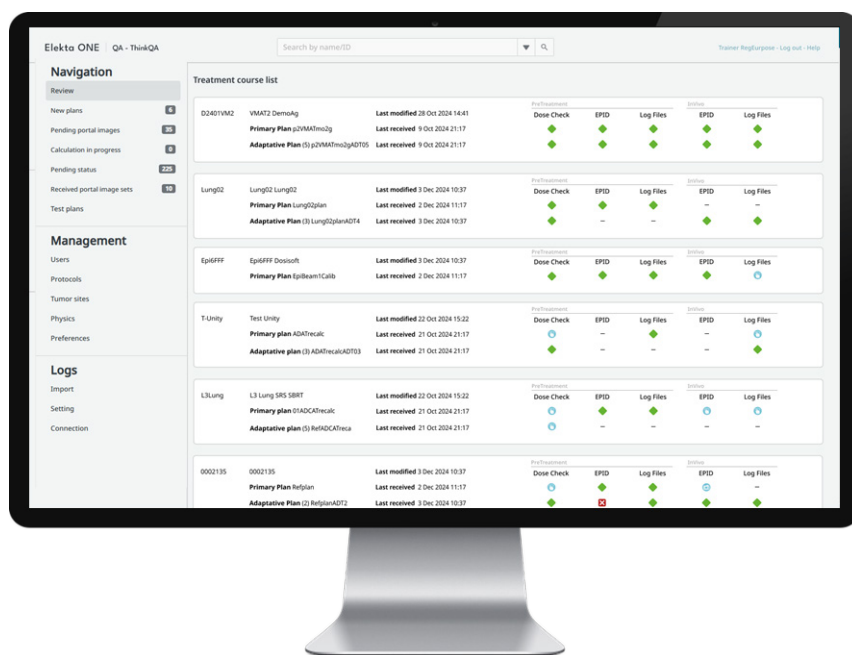 Elekta ONE | QA - ThinkQA
Search by name/ID
Trainer RegEurpose - Log out - Help
Navigation
Review
New plans 6
Pending portal images 35
Calculation in progress 0
Pending status 225
Received portal image sets 10
Test plans
Management
Users
Protocols
Tumor sites
Physics
Preferences
Logs
Import
Setting
Connection
Treatment course list
PreTreatment InVivo
D2401VM2 VMAT2 DemoAg Last modified 28 Oct 2024 14:41 Dose Check EPID Log Files EPID Log Files
Primary Plan p2VMATmo2g Last received 9 Oct 2024 21:17
Adaptative Plan (5) p2VMATmo2gADT05 Last received 9 Oct 2024 21:17
PreTreatment InVivo
Lung02 Lung02 Lung02 Last modified 3 Dec 2024 10:37 Dose Check EPID Log Files EPID Log Files
Primary Plan Lung02plan Last received 2 Dec 2024 11:17 – –
Adaptative Plan (3) Lung02planADT4 Last received 3 Dec 2024 10:37 – –
PreTreatment InVivo
Epi6FFF Epi6FFF Dosisoft Last modified 3 Dec 2024 10:37 Dose Check EPID Log Files EPID Log Files
Primary Plan EpiBeam1Calib Last received 2 Dec 2024 11:17
PreTreatment InVivo
T-Unity Test Unity Last modified 22 Oct 2024 15:22 Dose Check EPID Log Files EPID Log Files
Primary plan ADATrecalc Last received 21 Oct 2024 21:17 – –
Adaptative plan (3) ADATrecalcADT03 Last received 21 Oct 2024 21:17 – – –
PreTreatment InVivo
L3Lung L3 Lung SRS SBRT Last modified 22 Oct 2024 15:22 Dose Check EPID Log Files EPID Log Files
Primary plan 01ADCATrecalc Last received 21 Oct 2024 21:17
Adaptative plan (5) RefADCATreca Last received 21 Oct 2024 21:17 – – – –
PreTreatment InVivo
0002135 0002135 Last modified 3 Dec 2024 10:37 Dose Check EPID Log Files EPID Log Files
Primary Plan Refplan Last received 2 Dec 2024 11:17 –
Adaptative Plan (2) RefplanADT2 Last received 3 Dec 2024 10:37